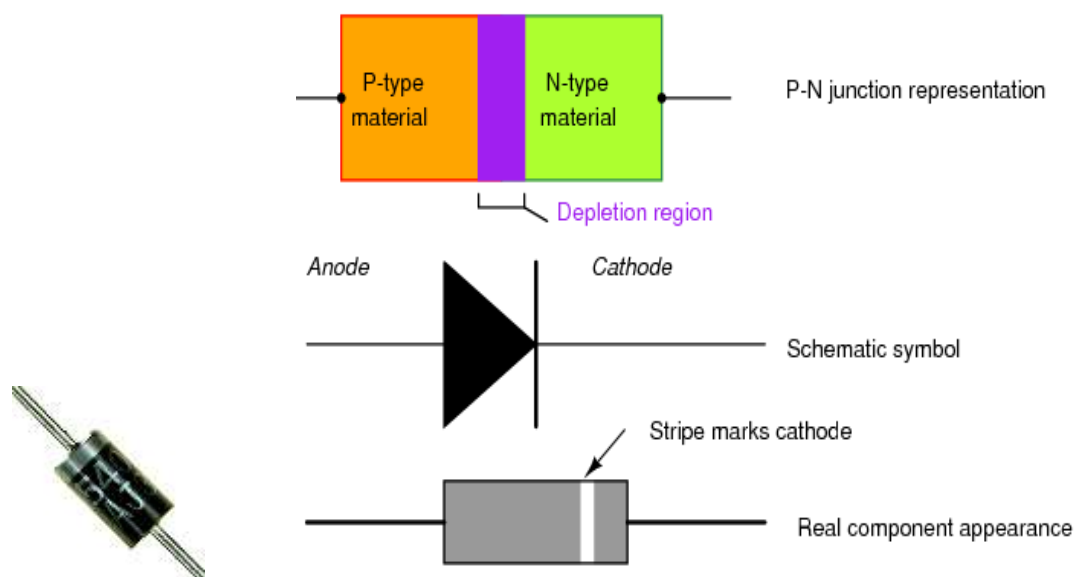 P-type
material
N-type
material
P-N junction representation
Depletion region
Anode
Cathode
Schematic symbol
Stripe marks cathode
Real component appearance